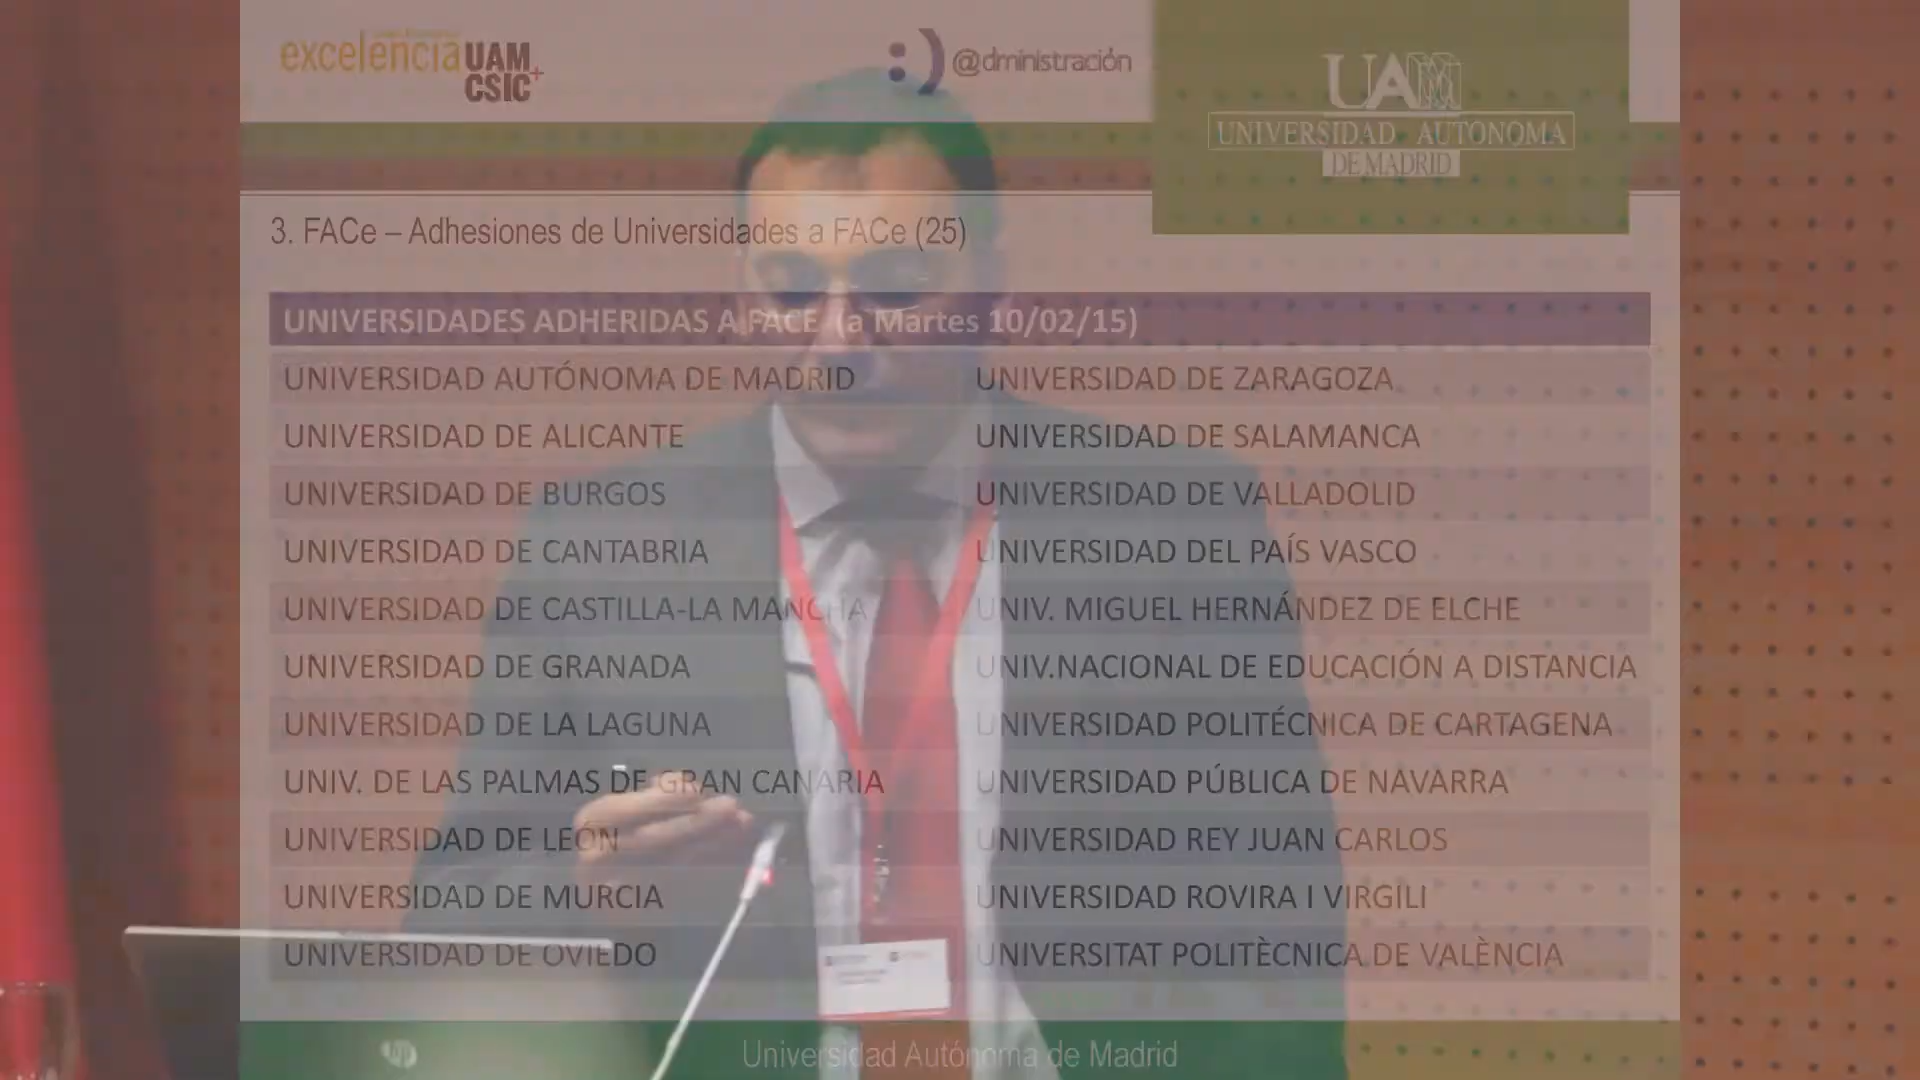 excelencia UAM
CSIC+
:) @dministración
UAM
UNIVERSIDAD AUTONOMA
DE MADRID
3. FACe – Adhesiones de Universidades a FACe (25)
UNIVERSIDADES ADHERIDAS A FACE (a Martes 10/02/15)
UNIVERSIDAD AUTÓNOMA DE MADRID UNIVERSIDAD DE ZARAGOZA
UNIVERSIDAD DE ALICANTE UNIVERSIDAD DE SALAMANCA
UNIVERSIDAD DE BURGOS UNIVERSIDAD DE VALLADOLID
UNIVERSIDAD DE CANTABRIA UNIVERSIDAD DEL PAÍS VASCO
UNIVERSIDAD DE CASTILLA-LA MANCHA UNIV. MIGUEL HERNÁNDEZ DE ELCHE
UNIVERSIDAD DE GRANADA UNIV.NACIONAL DE EDUCACIÓN A DISTANCIA
UNIVERSIDAD DE LA LAGUNA UNIVERSIDAD POLITÉCNICA DE CARTAGENA
UNIV. DE LAS PALMAS DE GRAN CANARIA UNIVERSIDAD PÚBLICA DE NAVARRA
UNIVERSIDAD DE LEÓN UNIVERSIDAD REY JUAN CARLOS
UNIVERSIDAD DE MURCIA UNIVERSIDAD ROVIRA I VIRGILI
UNIVERSIDAD DE OVIEDO UNIVERSITAT POLITÈCNICA DE VALÈNCIA
hp
Universidad Autónoma de Madrid